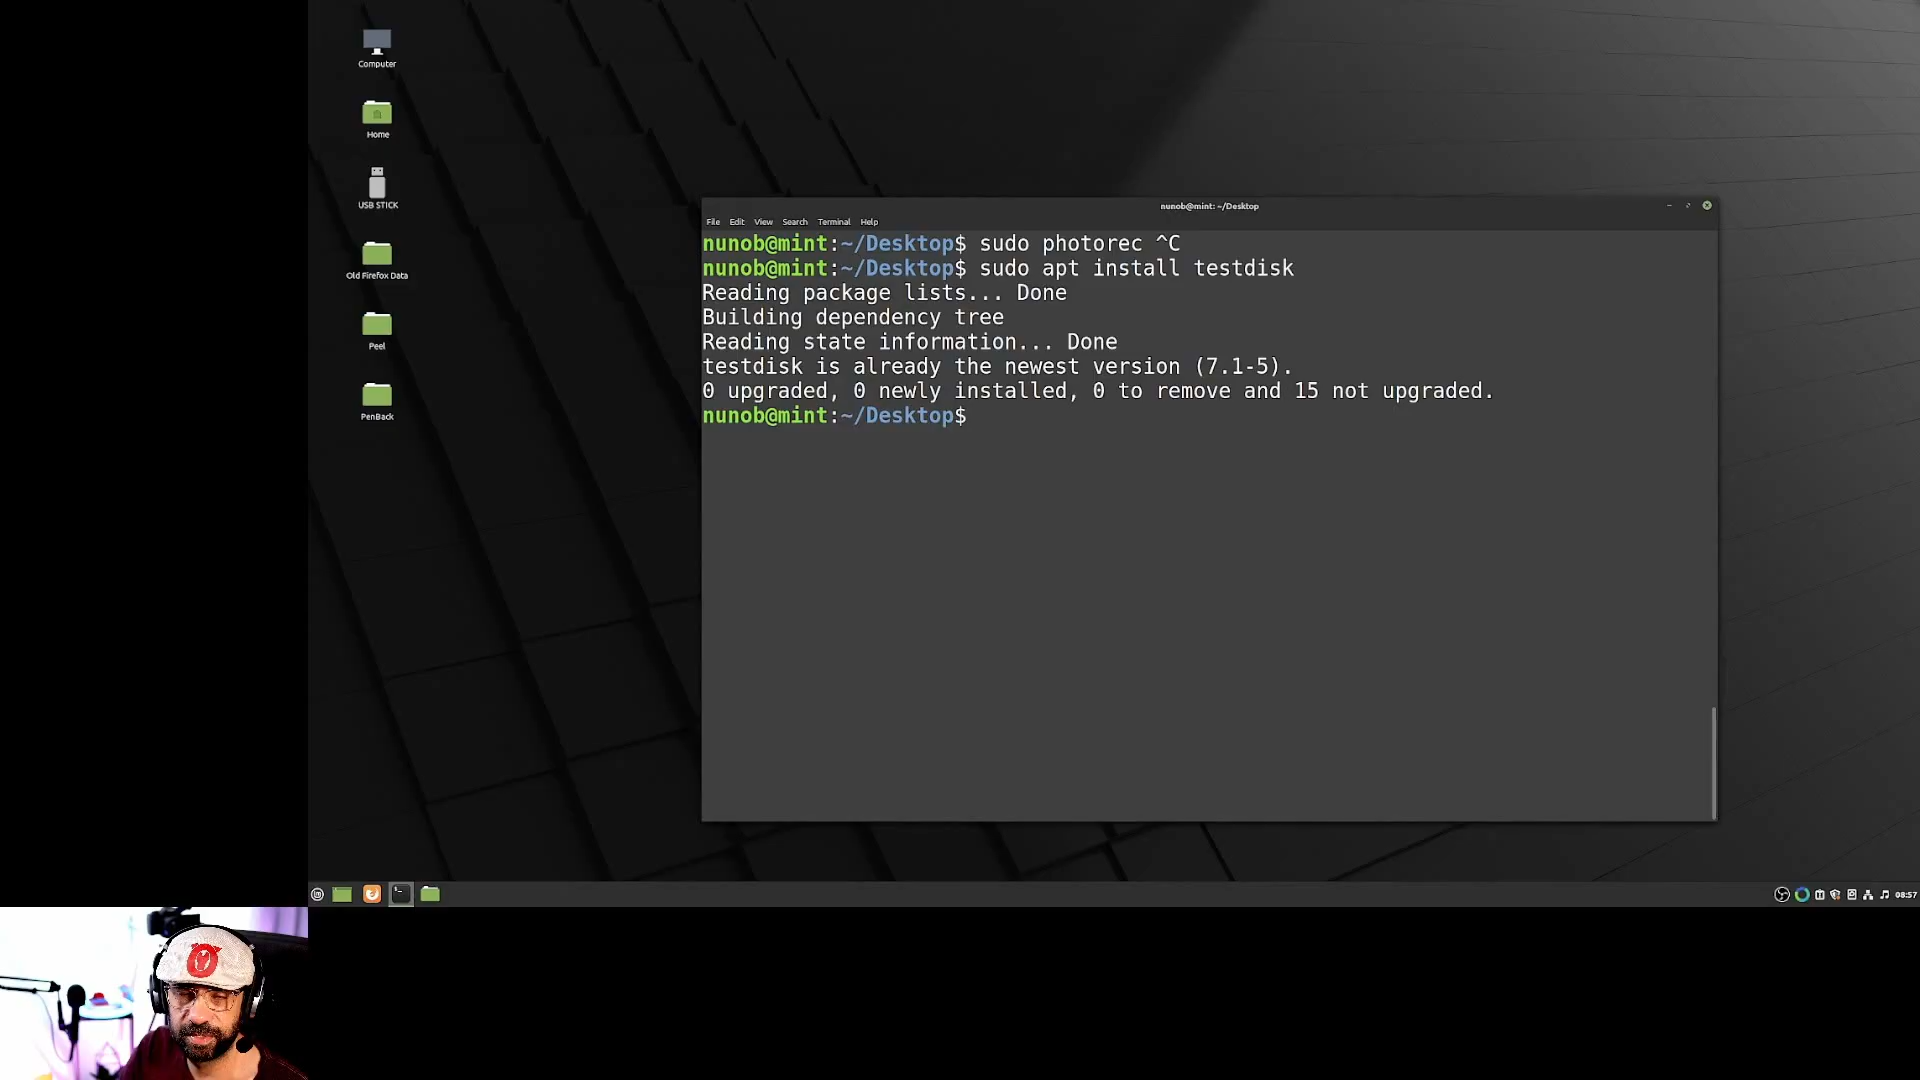 Computer
Home
USB STICK
Old Firefox Data
Peel
PenBack
nunob@mint: ~/Desktop
File Edit View Search Terminal Help
nunob@mint:~/Desktop$ sudo photorec ^C
nunob@mint:~/Desktop$ sudo apt install testdisk
Reading package lists... Done
Building dependency tree
Reading state information... Done
testdisk is already the newest version (7.1-5).
0 upgraded, 0 newly installed, 0 to remove and 15 not upgraded.
nunob@mint:~/Desktop$
08:57